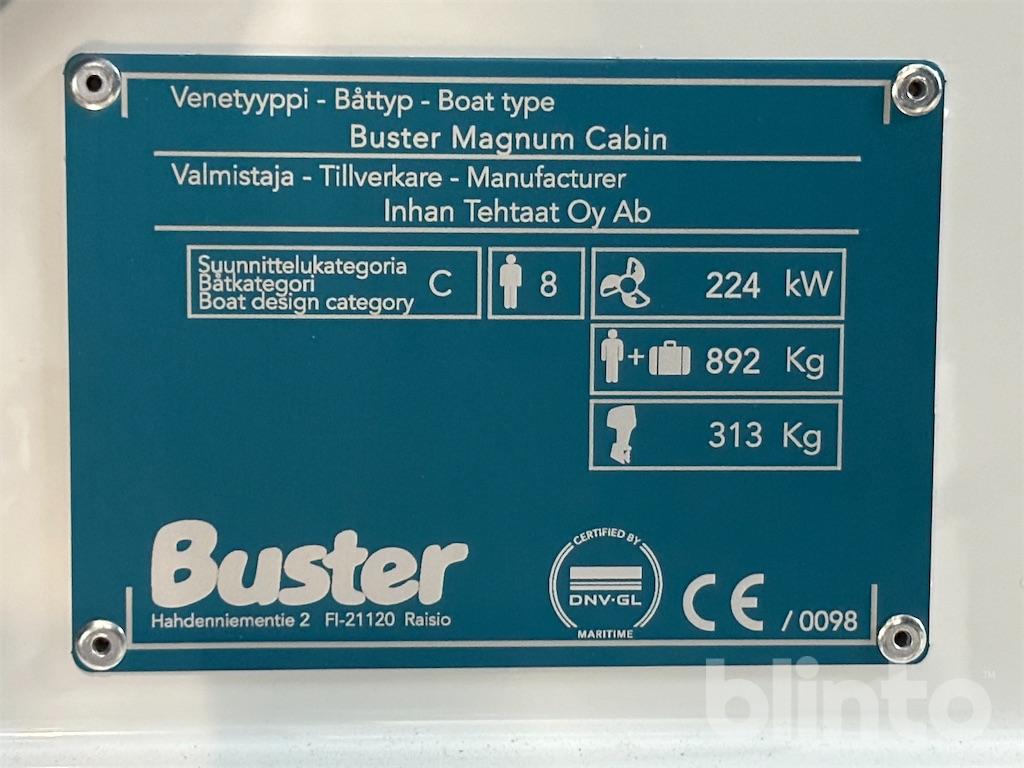 Venetyyppi - Båttyp - Boat type
Buster Magnum Cabin
Valmistaja - Tillverkare - Manufacturer
Inhan Tehtaat Oy Ab
Suunnittelukategoria
Båtkategori
Boat design category
C
8
224 kW
+ 892 Kg
313 Kg
Buster
Hahdenniementie 2 FI-21120 Raisio
CERTIFIED BY
DNV·GL
MARITIME
CE / 0098
blinto™